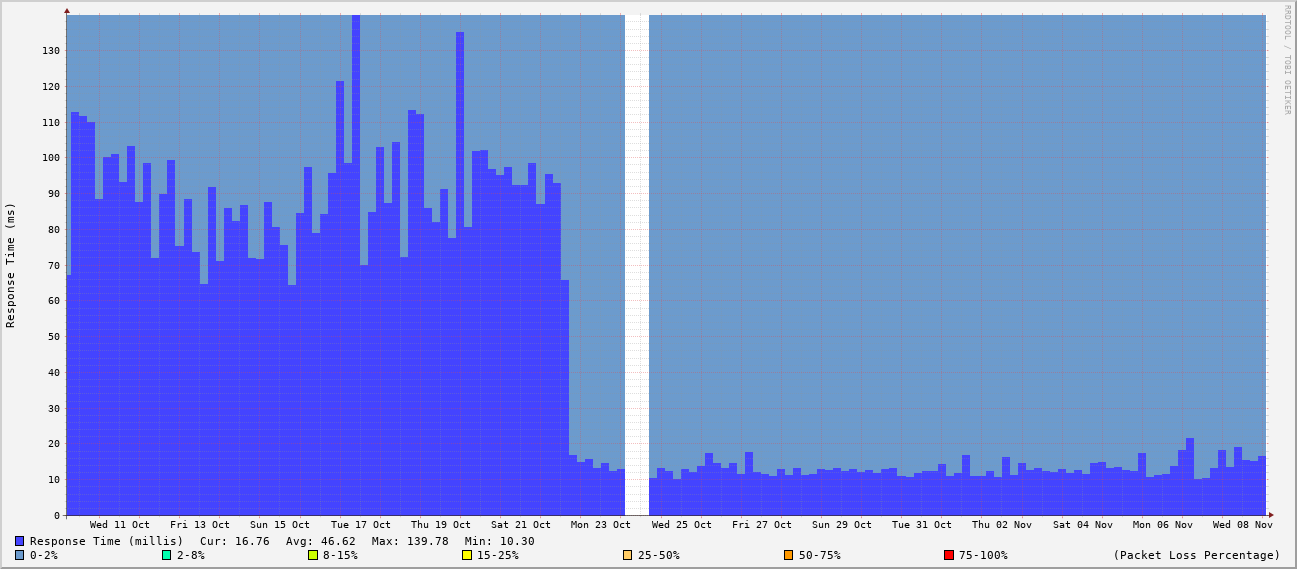 RRDTOOL / TOBI OETIKER
Response Time (ms)
130
120
110
100
90
80
70
60
50
40
30
20
10
0
Wed 11 Oct Fri 13 Oct Sun 15 Oct Tue 17 Oct Thu 19 Oct Sat 21 Oct Mon 23 Oct Wed 25 Oct Fri 27 Oct Sun 29 Oct Tue 31 Oct Thu 02 Nov Sat 04 Nov Mon 06 Nov Wed 08 Nov
Response Time (millis) Cur: 16.76 Avg: 46.62 Max: 139.78 Min: 10.30
0-2% 2-8% 8-15% 15-25% 25-50% 50-75% 75-100% (Packet Loss Percentage)